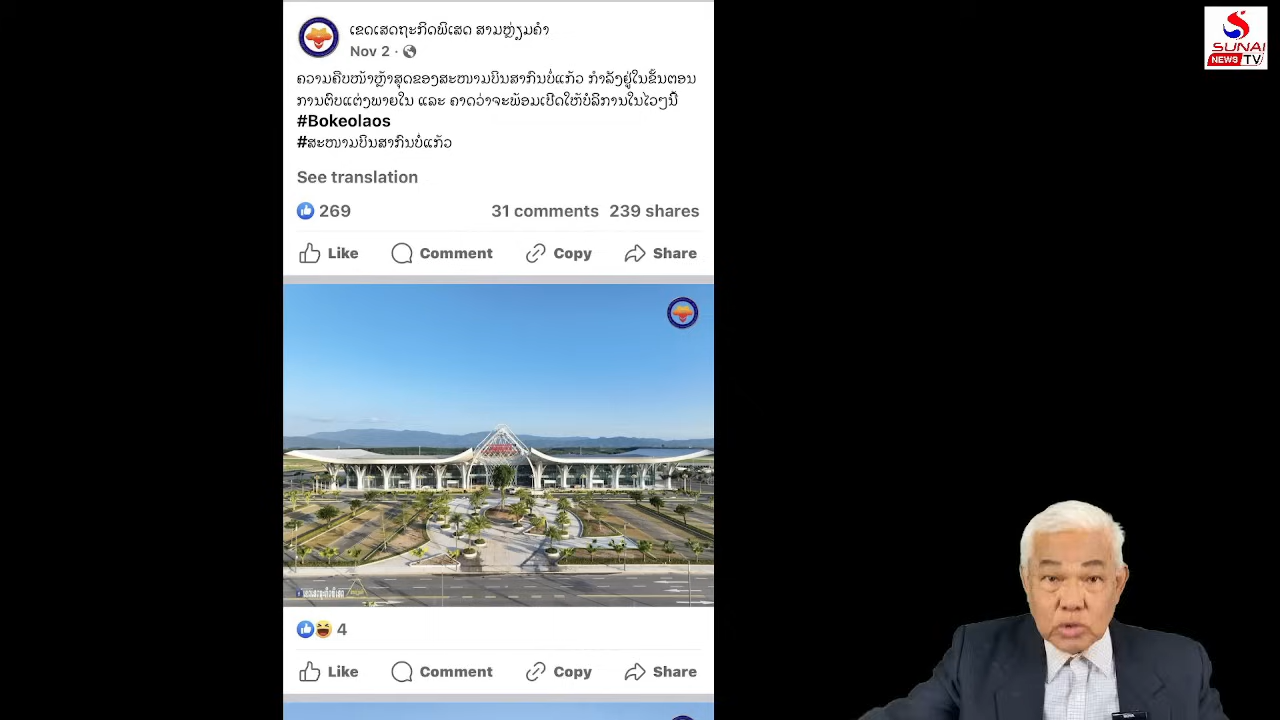 ເຂດເສດຖະກິດພິເສດ ສາມຫຼ່ຽມຄຳ
Nov 2 ·
SUNAI
NEWS TV
ຄວາມຄືບໜ້າຫຼ້າສຸດຂອງສະໜາມບິນສາກົນບໍ່ແກ້ວ ກຳລັງຢູ່ໃນຂັ້ນຕອນ
ການຕົບແຕ່ງພາຍໃນ ແລະ ຄາດວ່າຈະພ້ອມເປີດໃຫ້ບໍລິການໃນໄວໆນີ້
#Bokeolaos
#ສະໜາມບິນສາກົນບໍ່ແກ້ວ
See translation
269 31 comments 239 shares
Like Comment Copy Share
4
Like Comment Copy Share